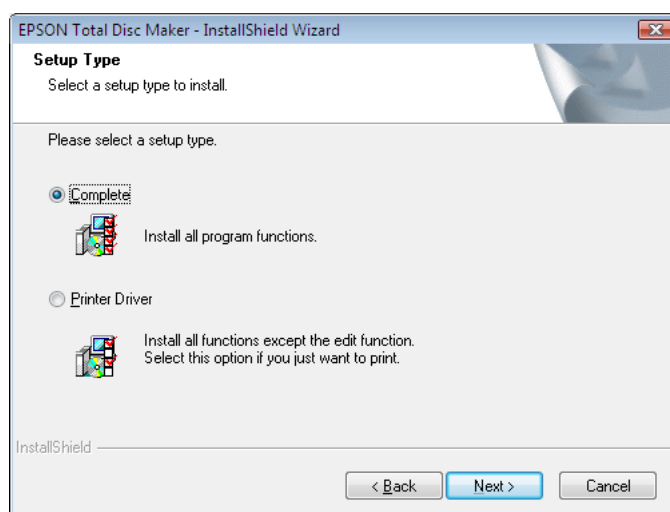 EPSON Total Disc Maker - InstallShield Wizard
Setup Type
Select a setup type to install.
Please select a setup type.
Complete
Install all program functions.
Printer Driver
Install all functions except the edit function.
Select this option if you just want to print.
InstallShield
< Back
Next >
Cancel